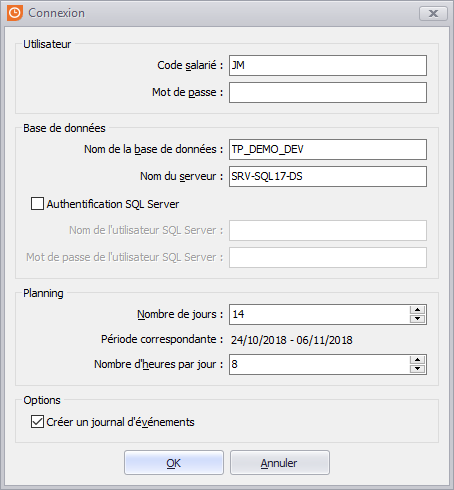 Connexion
Utilisateur
Code salarié : JM
Mot de passe :
Base de données
Nom de la base de données : TP_DEMO_DEV
Nom du serveur : SRV-SQL17-DS
Authentification SQL Server
Nom de l'utilisateur SQL Server :
Mot de passe de l'utilisateur SQL Server :
Planning
Nombre de jours : 14
Période correspondante : 24/10/2018 - 06/11/2018
Nombre d'heures par jour : 8
Options
Créer un journal d'événements
OK Annuler